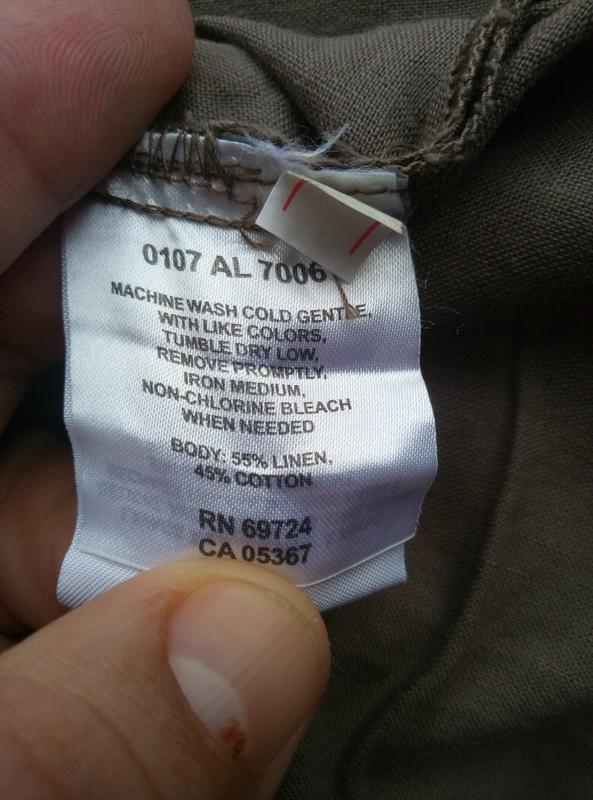 0107 AL 7006
MACHINE WASH COLD GENTLE,
WITH LIKE COLORS,
TUMBLE DRY LOW,
REMOVE PROMPTLY,
IRON MEDIUM,
NON-CHLORINE BLEACH
WHEN NEEDED
BODY: 55% LINEN,
45% COTTON
RN 69724
CA 05367